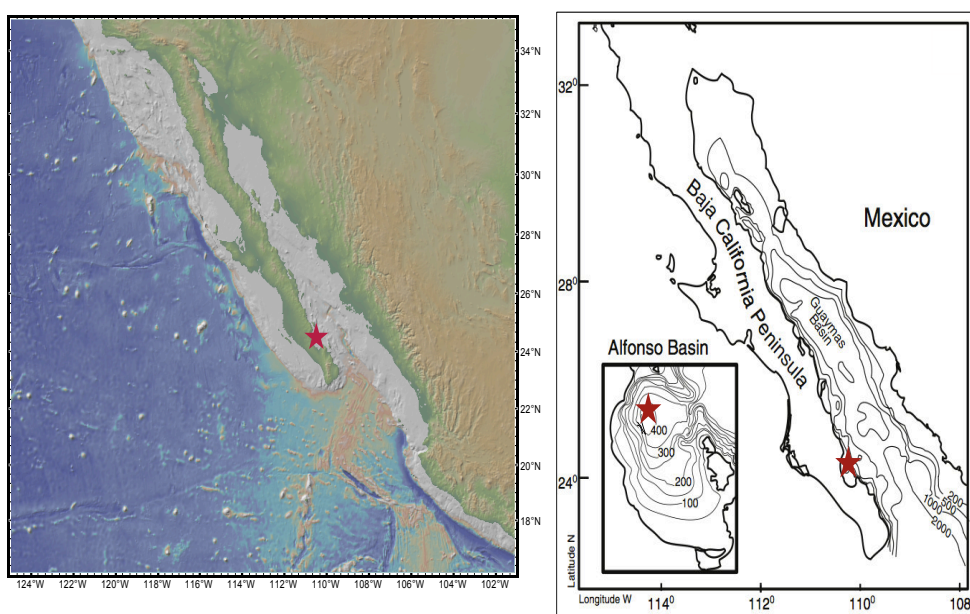 34°N
32°N
30°N
28°N
26°N
24°N
22°N
20°N
18°N
124°W 122°W 120°W 118°W 116°W 114°W 112°W 110°W 108°W 106°W 104°W 102°W
32⁰
28⁰
24⁰
Latitude N
Longitude W
114⁰ 112⁰ 110⁰ 108
Mexico
Baja California Peninsula
Guaymas
Basin
Alfonso Basin
400
300
200
100
200
500
1000
2000